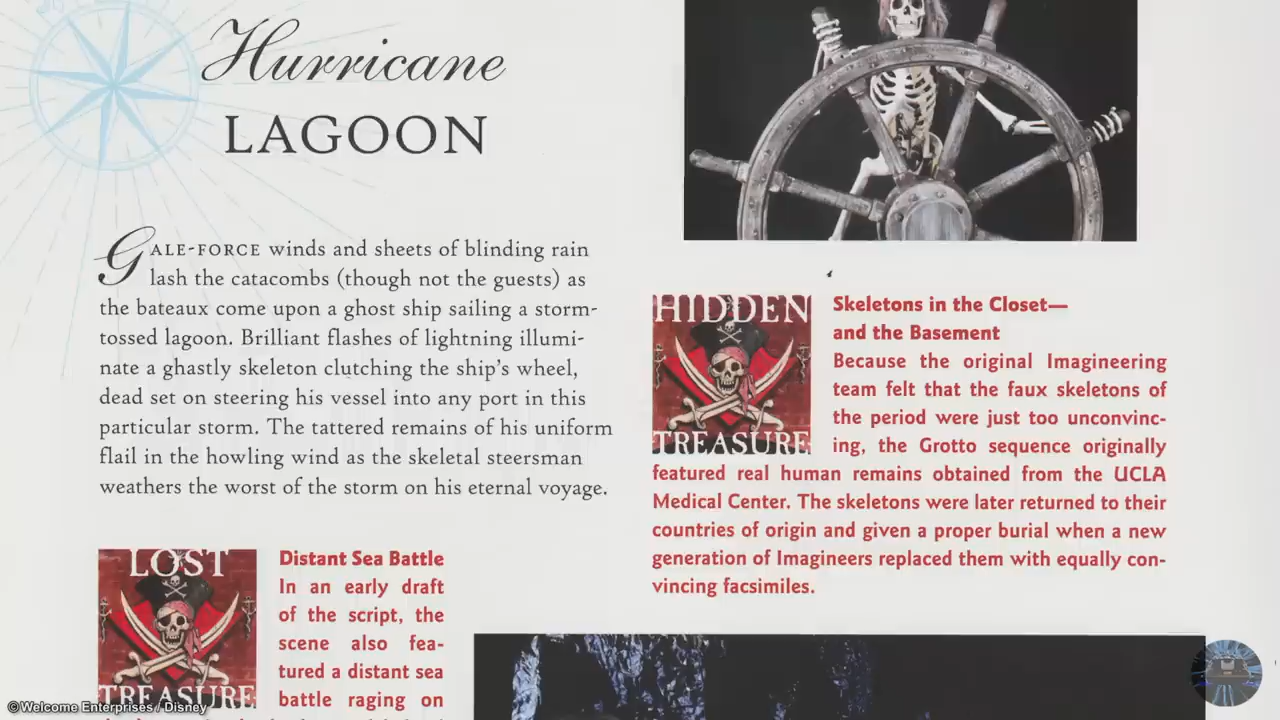 Hurricane
LAGOON
GALE-FORCE winds and sheets of blinding rain
lash the catacombs (though not the guests) as
the bateaux come upon a ghost ship sailing a storm-
tossed lagoon. Brilliant flashes of lightning illumi-
nate a ghastly skeleton clutching the ship's wheel,
dead set on steering his vessel into any port in this
particular storm. The tattered remains of his uniform
flail in the howling wind as the skeletal steersman
weathers the worst of the storm on his eternal voyage.
LOST
TREASURE
Distant Sea Battle
In an early draft
of the script, the
scene also fea-
tured a distant sea
battle raging on
HIDDEN
TREASURE
Skeletons in the Closet—
and the Basement
Because the original Imagineering
team felt that the faux skeletons of
the period were just too unconvinc-
ing, the Grotto sequence originally
featured real human remains obtained from the UCLA
Medical Center. The skeletons were later returned to their
countries of origin and given a proper burial when a new
generation of Imagineers replaced them with equally con-
vincing facsimiles.
©Welcome Enterprises / Disney